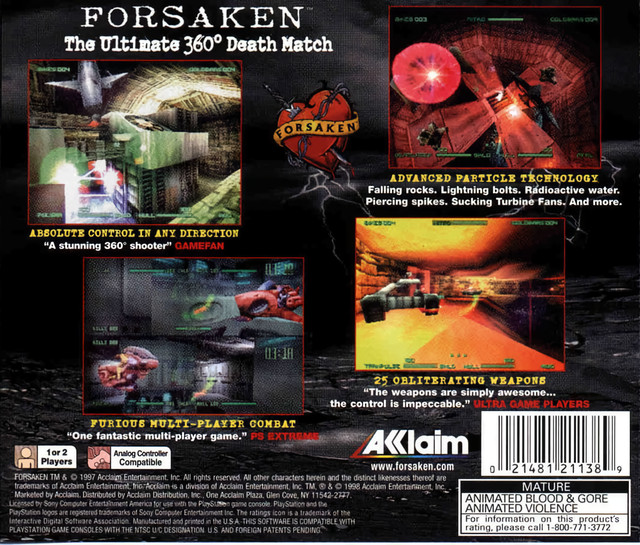 FORSAKEN™
The Ultimate 360° Death Match
FORSAKEN
ABSOLUTE CONTROL IN ANY DIRECTION
"A stunning 360° shooter" GAMEFAN
ADVANCED PARTICLE TECHNOLOGY
Falling rocks. Lightning bolts. Radioactive water.
Piercing spikes. Sucking Turbine Fans. And more.
FURIOUS MULTI-PLAYER COMBAT
"One fantastic multi-player game." PS EXTREME
25 OBLITERATING WEAPONS
"The weapons are simply awesome...
the control is impeccable." ULTRA GAME PLAYERS
1 or 2
Players
Analog Controller
Compatible
AKlaim
www.forsaken.com
0 21481 21138 9
FORSAKEN TM & © 1997 Acclaim Entertainment, Inc. All rights reserved. All other characters herein and the distinct likenesses thereof are
trademarks of Acclaim Entertainment, Inc. Acclaim is a division of Acclaim Entertainment, Inc. TM, ® & © 1998 Acclaim Entertainment, Inc.
Marketed by Acclaim. Distributed by Acclaim Distribution, Inc., One Acclaim Plaza, Glen Cove, NY 11542-2777
Licensed by Sony Computer Entertainment America for use with the PlayStation game console. PlayStation and the
PlayStation logos are registered trademarks of Sony Computer Entertainment Inc. The ratings icon is a trademark of the
Interactive Digital Software Association. Manufactured and printed in the U.S.A. THIS SOFTWARE IS COMPATIBLE WITH
PLAYSTATION GAME CONSOLES WITH THE NTSC U/C DESIGNATION. U.S. AND FOREIGN PATENTS PENDING.
MATURE
ANIMATED BLOOD & GORE
ANIMATED VIOLENCE
For information on this product's
rating, please call 1-800-771-3772